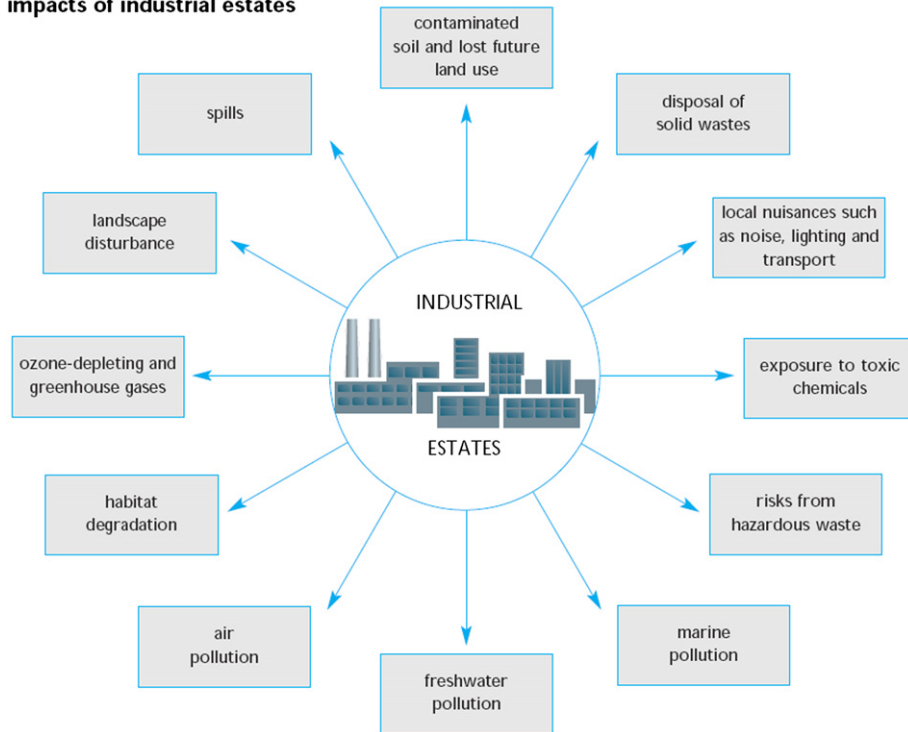 impacts of industrial estates
contaminated
soil and lost future
land use
spills
disposal of
solid wastes
landscape
disturbance
local nuisances such
as noise, lighting and
transport
INDUSTRIAL
ESTATES
ozone-depleting and
greenhouse gases
exposure to toxic
chemicals
habitat
degradation
risks from
hazardous waste
air
pollution
marine
pollution
freshwater
pollution